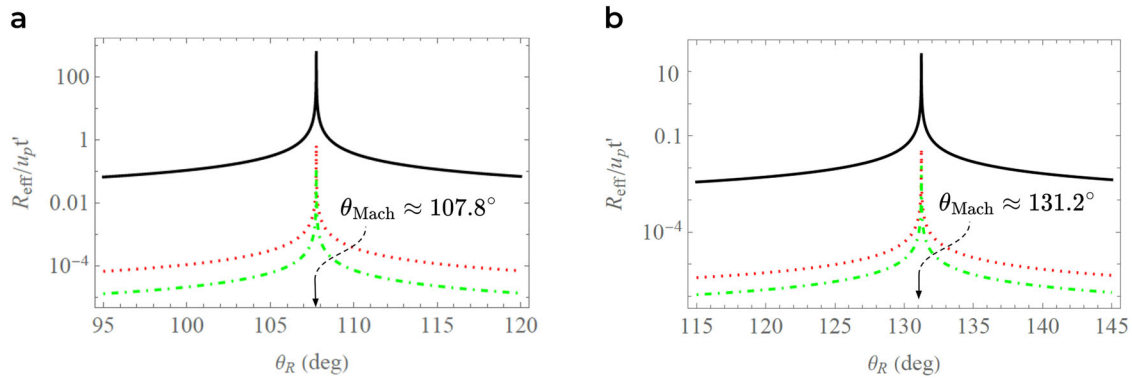 a
R_eff/u_p t'
100
1
0.01
10⁻⁴
θ_Mach ≈ 107.8°
95 100 105 110 115 120
θ_R (deg)
b
R_eff/u_p t'
10
0.1
10⁻⁴
θ_Mach ≈ 131.2°
115 120 125 130 135 140 145
θ_R (deg)